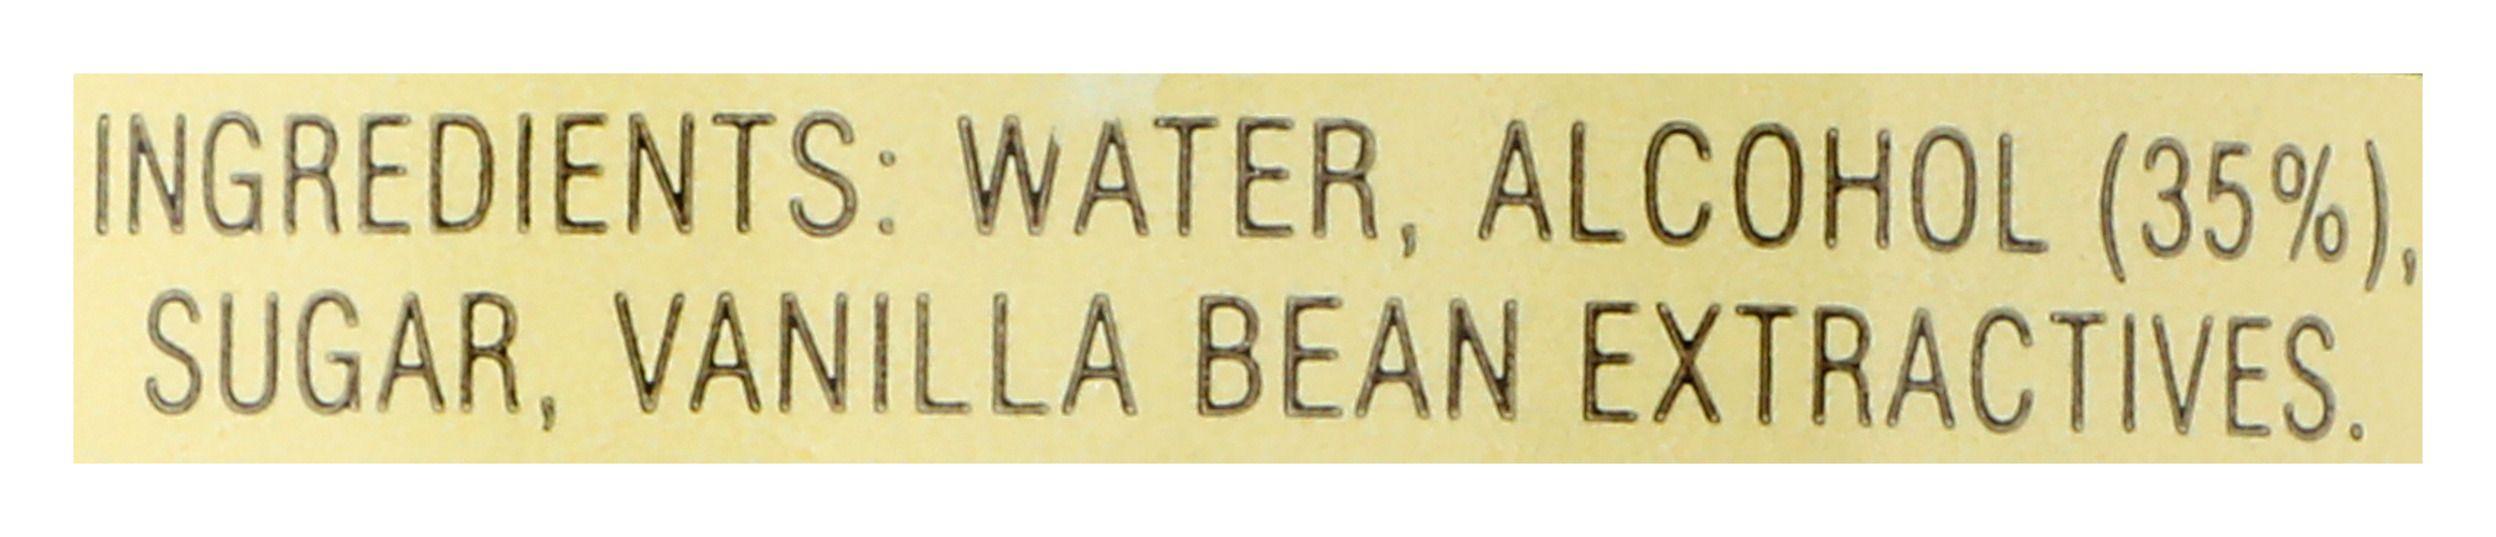 INGREDIENTS: WATER, ALCOHOL (35%),
SUGAR, VANILLA BEAN EXTRACTIVES.